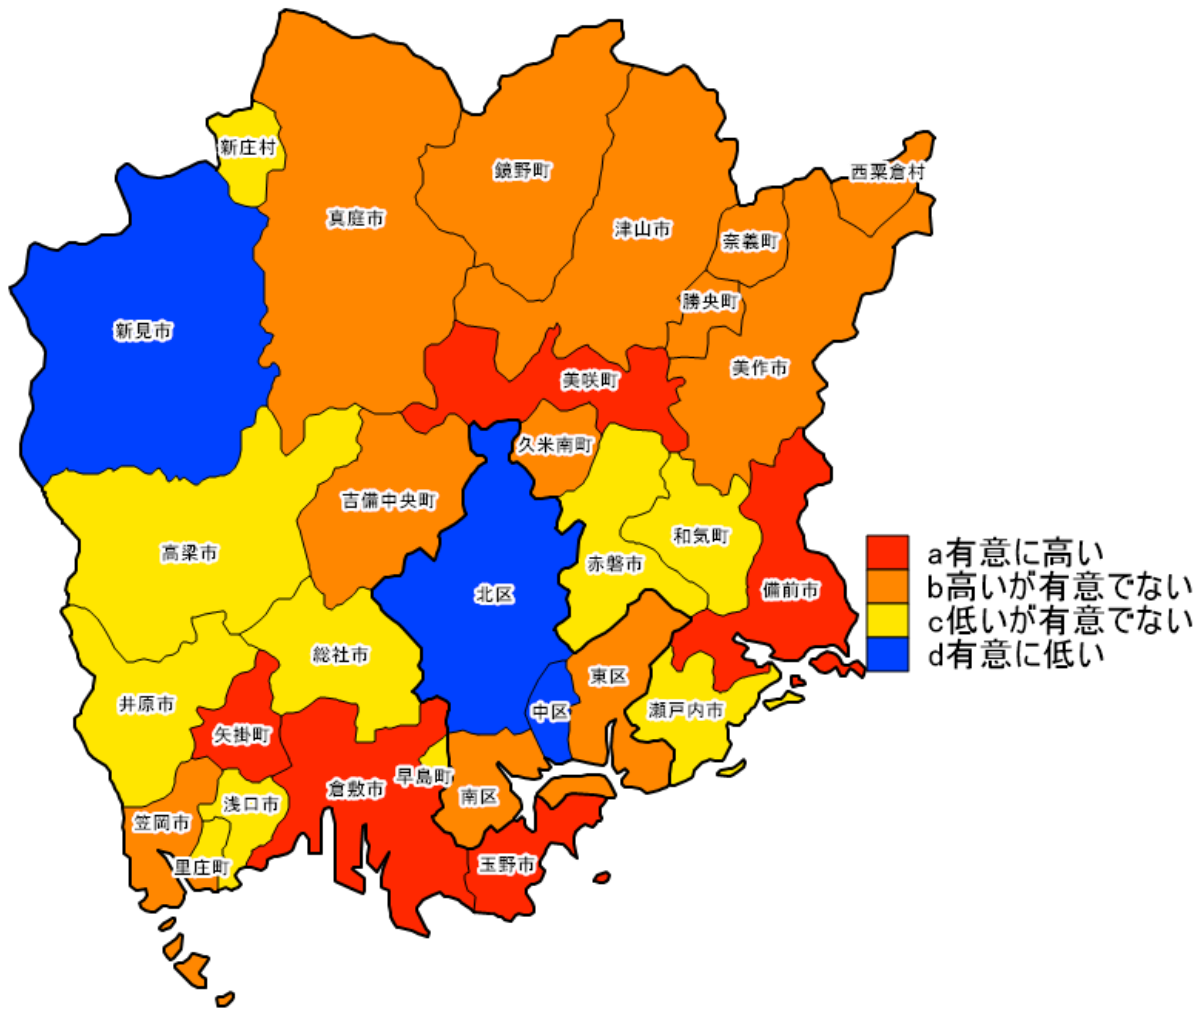 新庄村
鏡野町
西粟倉村
真庭市
津山市
奈義町
勝央町
新見市
美作市
美咲町
久米南町
吉備中央町
和気町
高梁市
赤磐市
備前市
北区
総社市
東区
井原市
中区
瀬戸内市
矢掛町
早島町
倉敷市
南区
浅口市
笠岡市
里庄町
玉野市
a有意に高い
b高いが有意でない
c低いが有意でない
d有意に低い